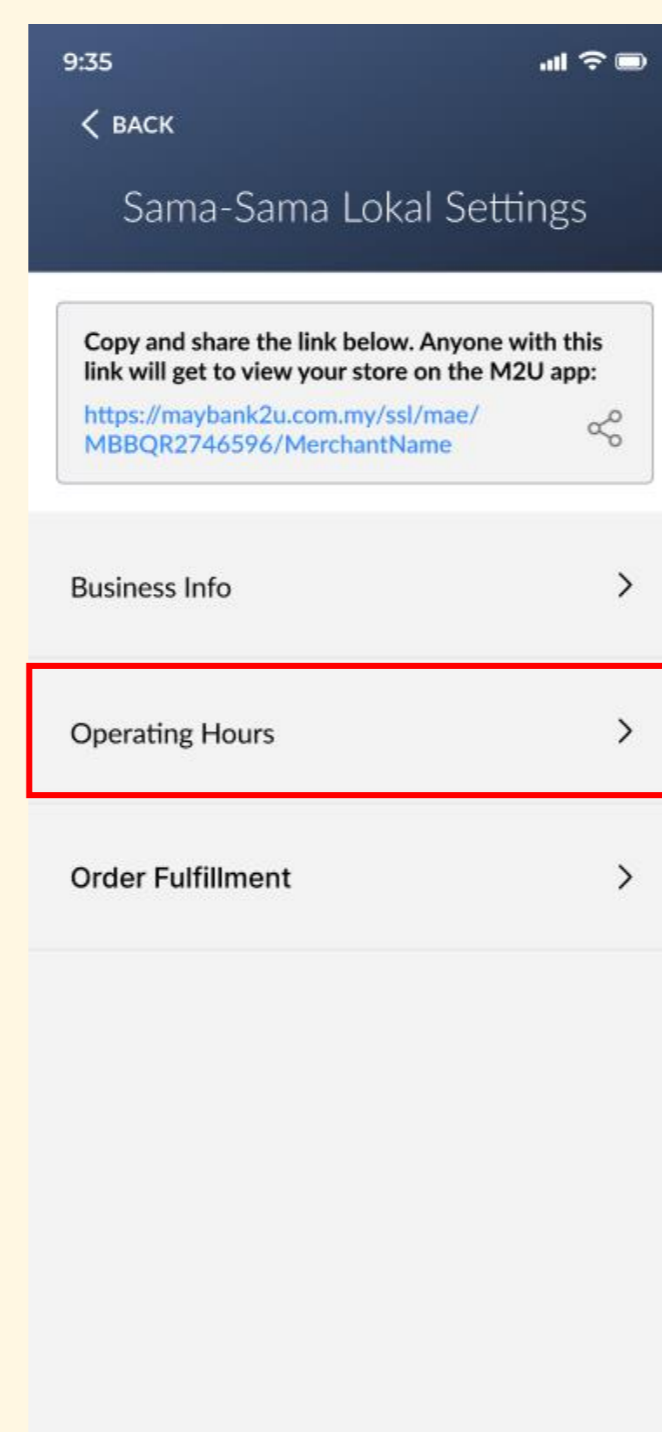 9:35
BACK
Sama-Sama Lokal Settings
Copy and share the link below. Anyone with this
link will get to view your store on the M2U app:
https://maybank2u.com.my/ssl/mae/
MBBQR2746596/MerchantName
Business Info
Operating Hours
Order Fulfillment